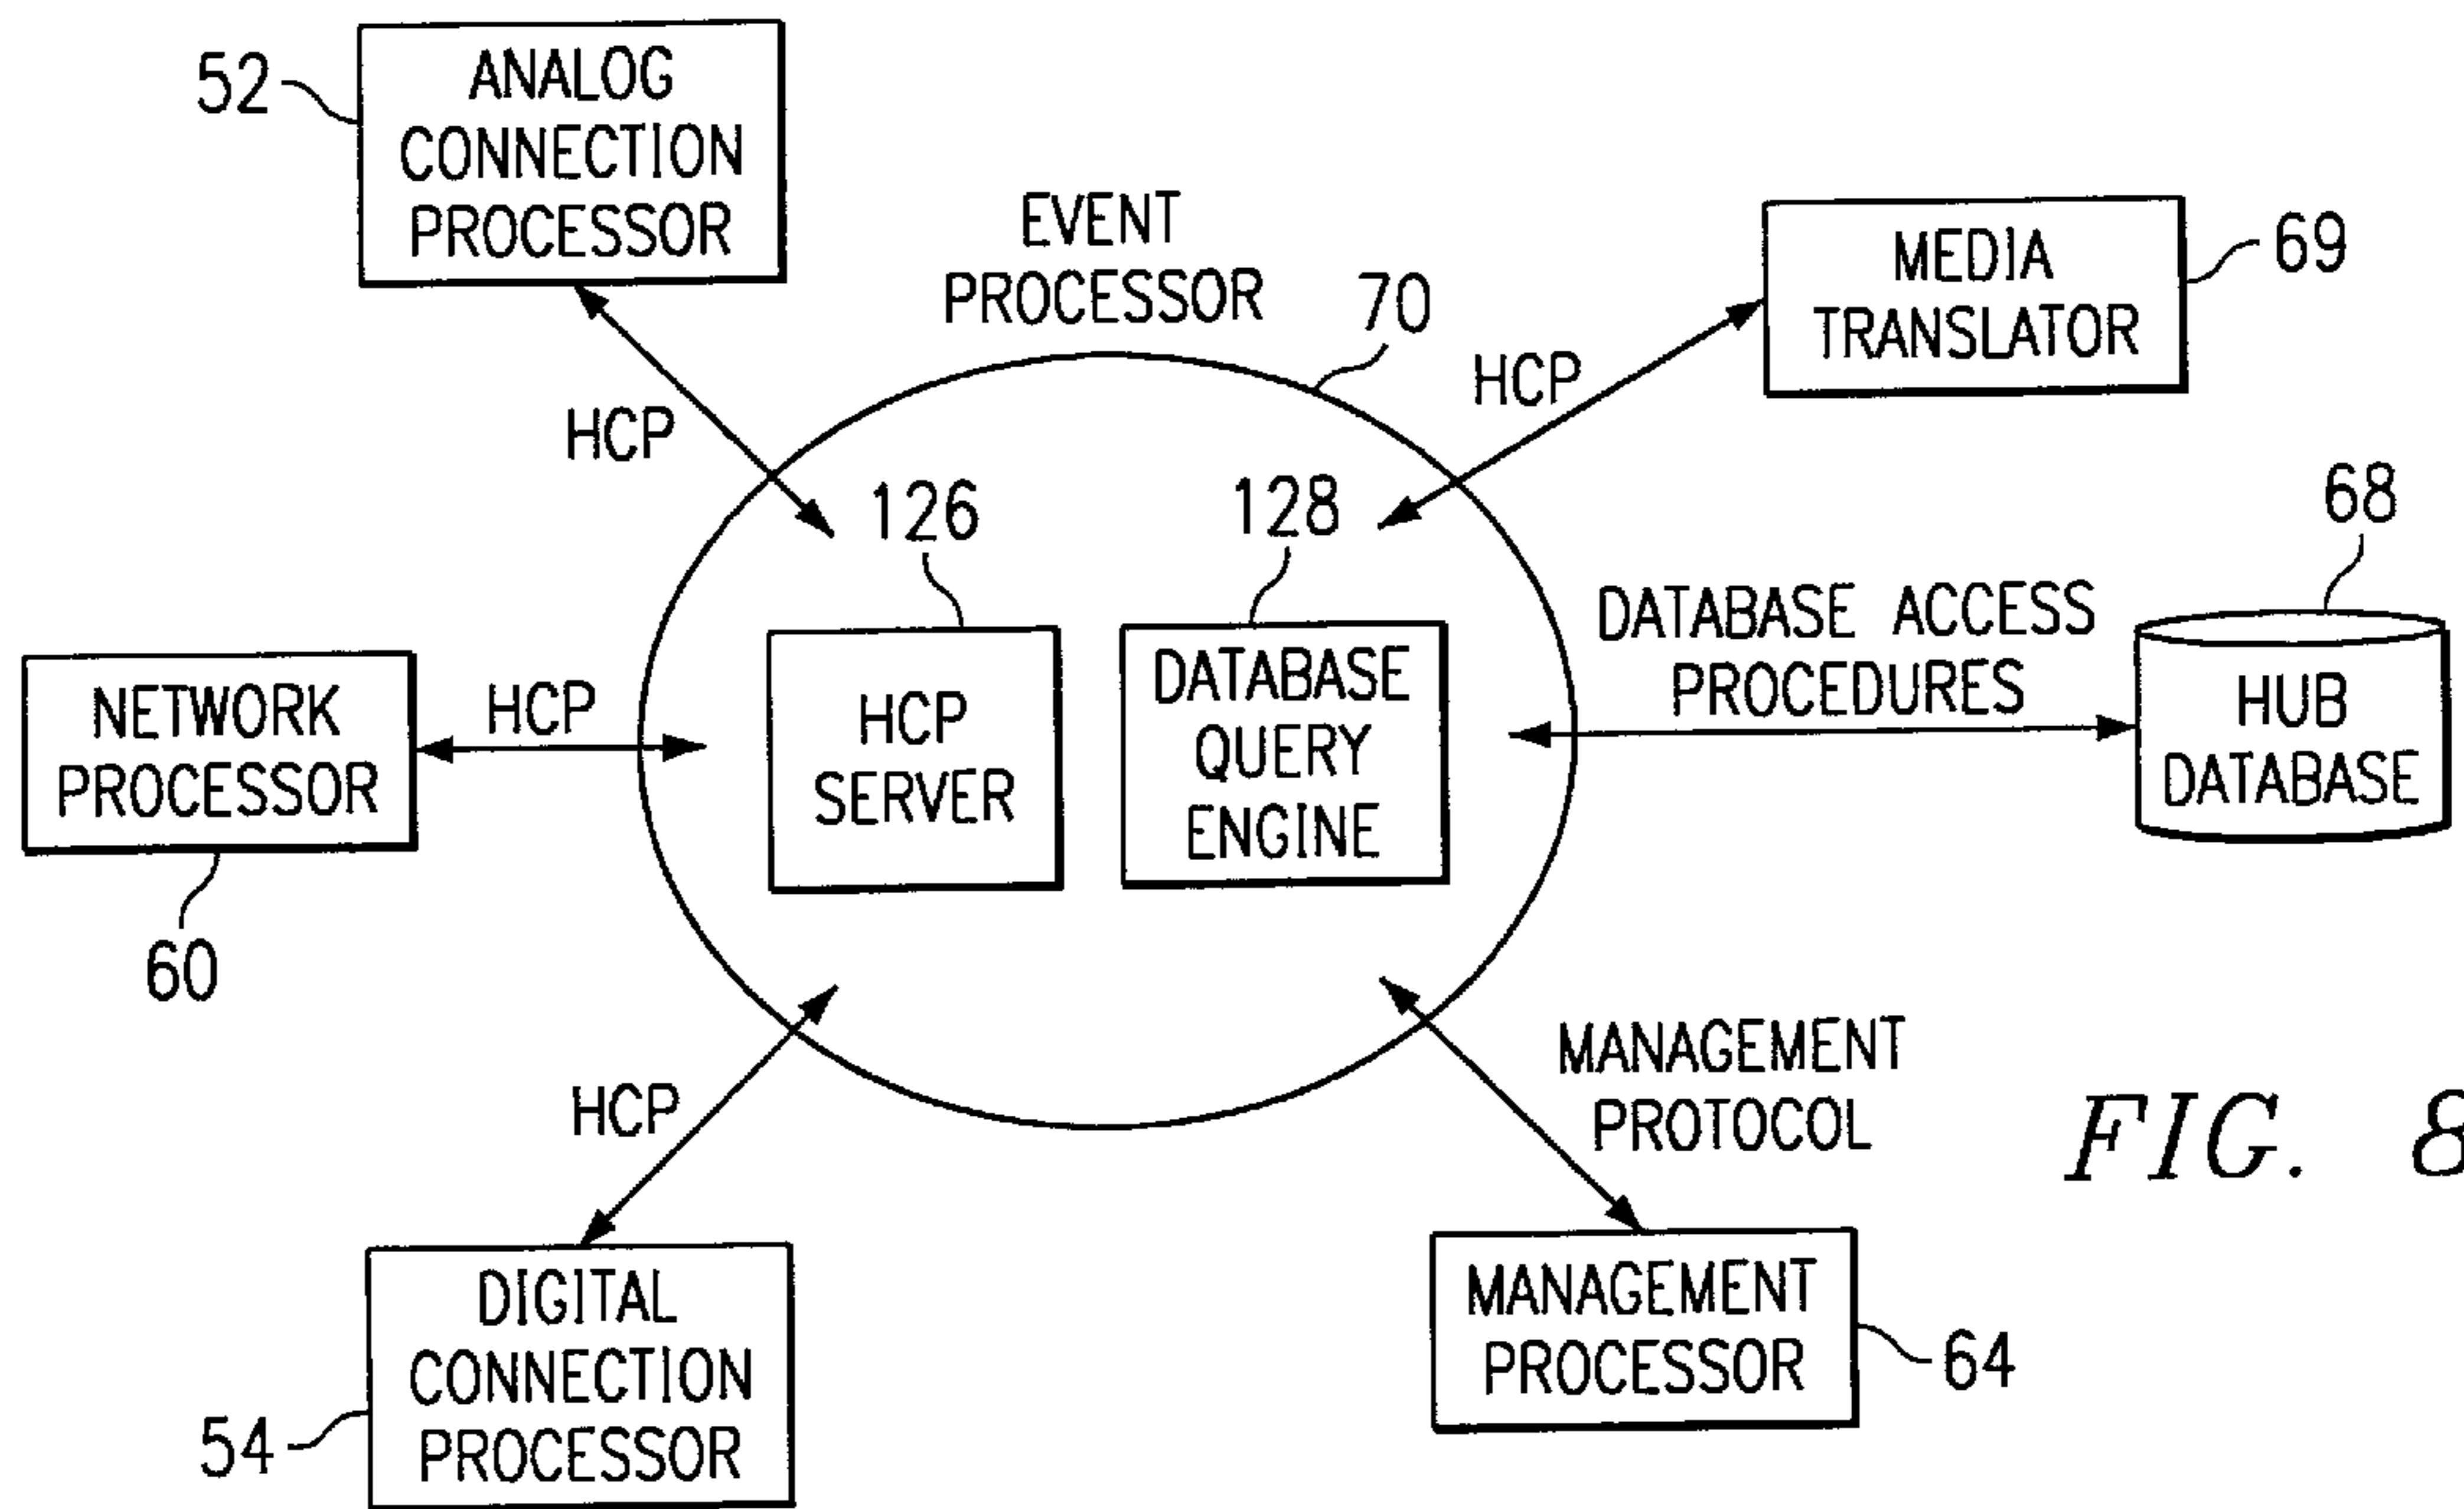 52
ANALOG
CONNECTION
PROCESSOR
EVENT
PROCESSOR
70
MEDIA
TRANSLATOR
69
HCP
HCP
126
128
68
DATABASE ACCESS
PROCEDURES
HUB
DATABASE
NETWORK
PROCESSOR
60
HCP
HCP
SERVER
DATABASE
QUERY
ENGINE
HCP
MANAGEMENT
PROTOCOL
FIG. 8
DIGITAL
CONNECTION
PROCESSOR
54
MANAGEMENT
PROCESSOR
64